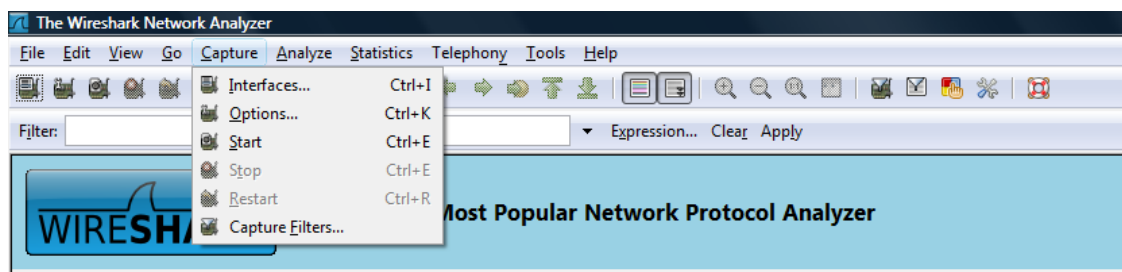 The Wireshark Network Analyzer
File Edit View Go Capture Analyze Statistics Telephony Tools Help
Interfaces... Ctrl+I
Options... Ctrl+K
Filter: Expression... Clear Apply
Start Ctrl+E
Stop Ctrl+E
Restart Ctrl+R
Capture Filters...
WIRESHA
Most Popular Network Protocol Analyzer